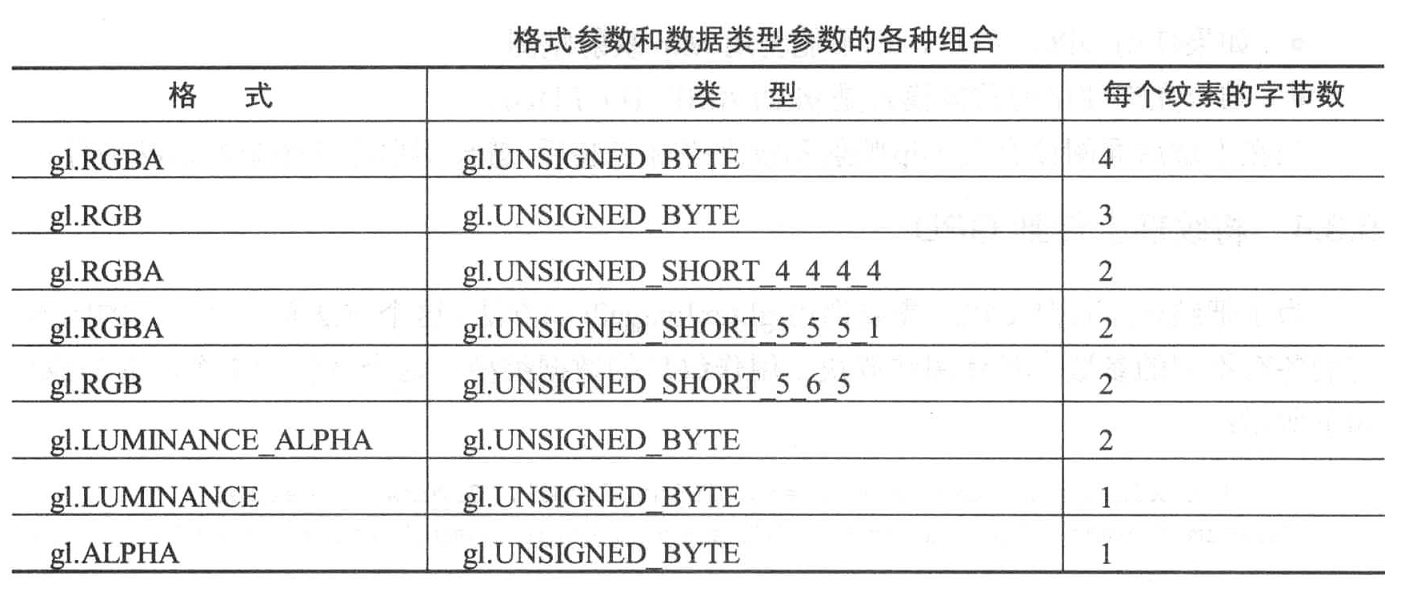 格式参数和数据类型参数的各种组合
格 式 类 型 每个纹素的字节数
gl.RGBA gl.UNSIGNED_BYTE 4
gl.RGB gl.UNSIGNED_BYTE 3
gl.RGBA gl.UNSIGNED_SHORT_4_4_4_4 2
gl.RGBA gl.UNSIGNED_SHORT_5_5_5_1 2
gl.RGB gl.UNSIGNED_SHORT_5_6_5 2
gl.LUMINANCE_ALPHA gl.UNSIGNED_BYTE 2
gl.LUMINANCE gl.UNSIGNED_BYTE 1
gl.ALPHA gl.UNSIGNED_BYTE 1